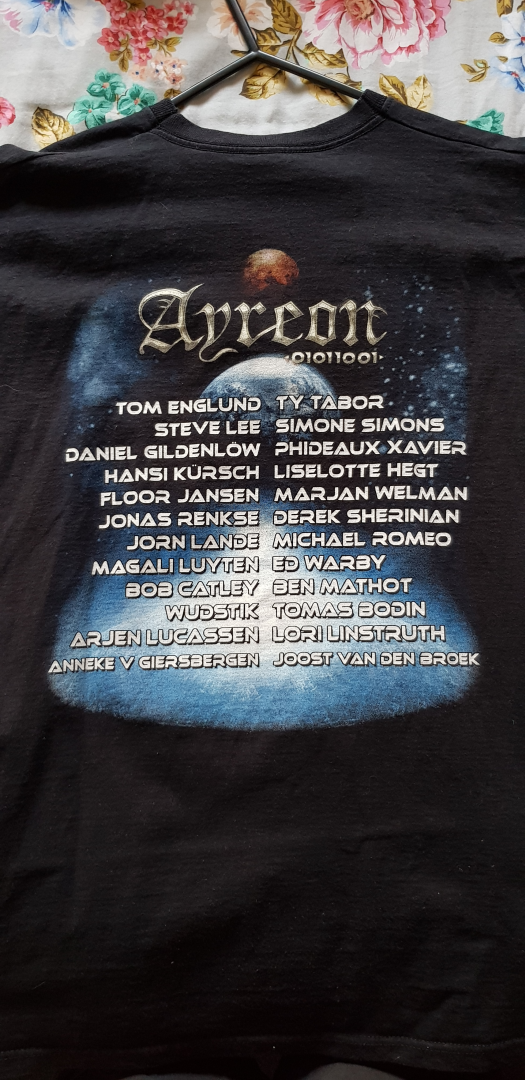 Ayreon
·01011001·
TOM ENGLUND TY TABOR
STEVE LEE SIMONE SIMONS
DANIEL GILDENLÖW PHIDEAUX XAVIER
HANSI KÜRSCH LISELOTTE HEGT
FLOOR JANSEN MARJAN WELMAN
JONAS RENKSE DEREK SHERINIAN
JORN LANDE MICHAEL ROMEO
MAGALI LUYTEN ED WARBY
BOB CATLEY BEN MATHOT
WUDSTIK TOMAS BODIN
ARJEN LUCASSEN LORI LINSTRUTH
ANNEKE V GIERSBERGEN JOOST VAN DEN BROEK